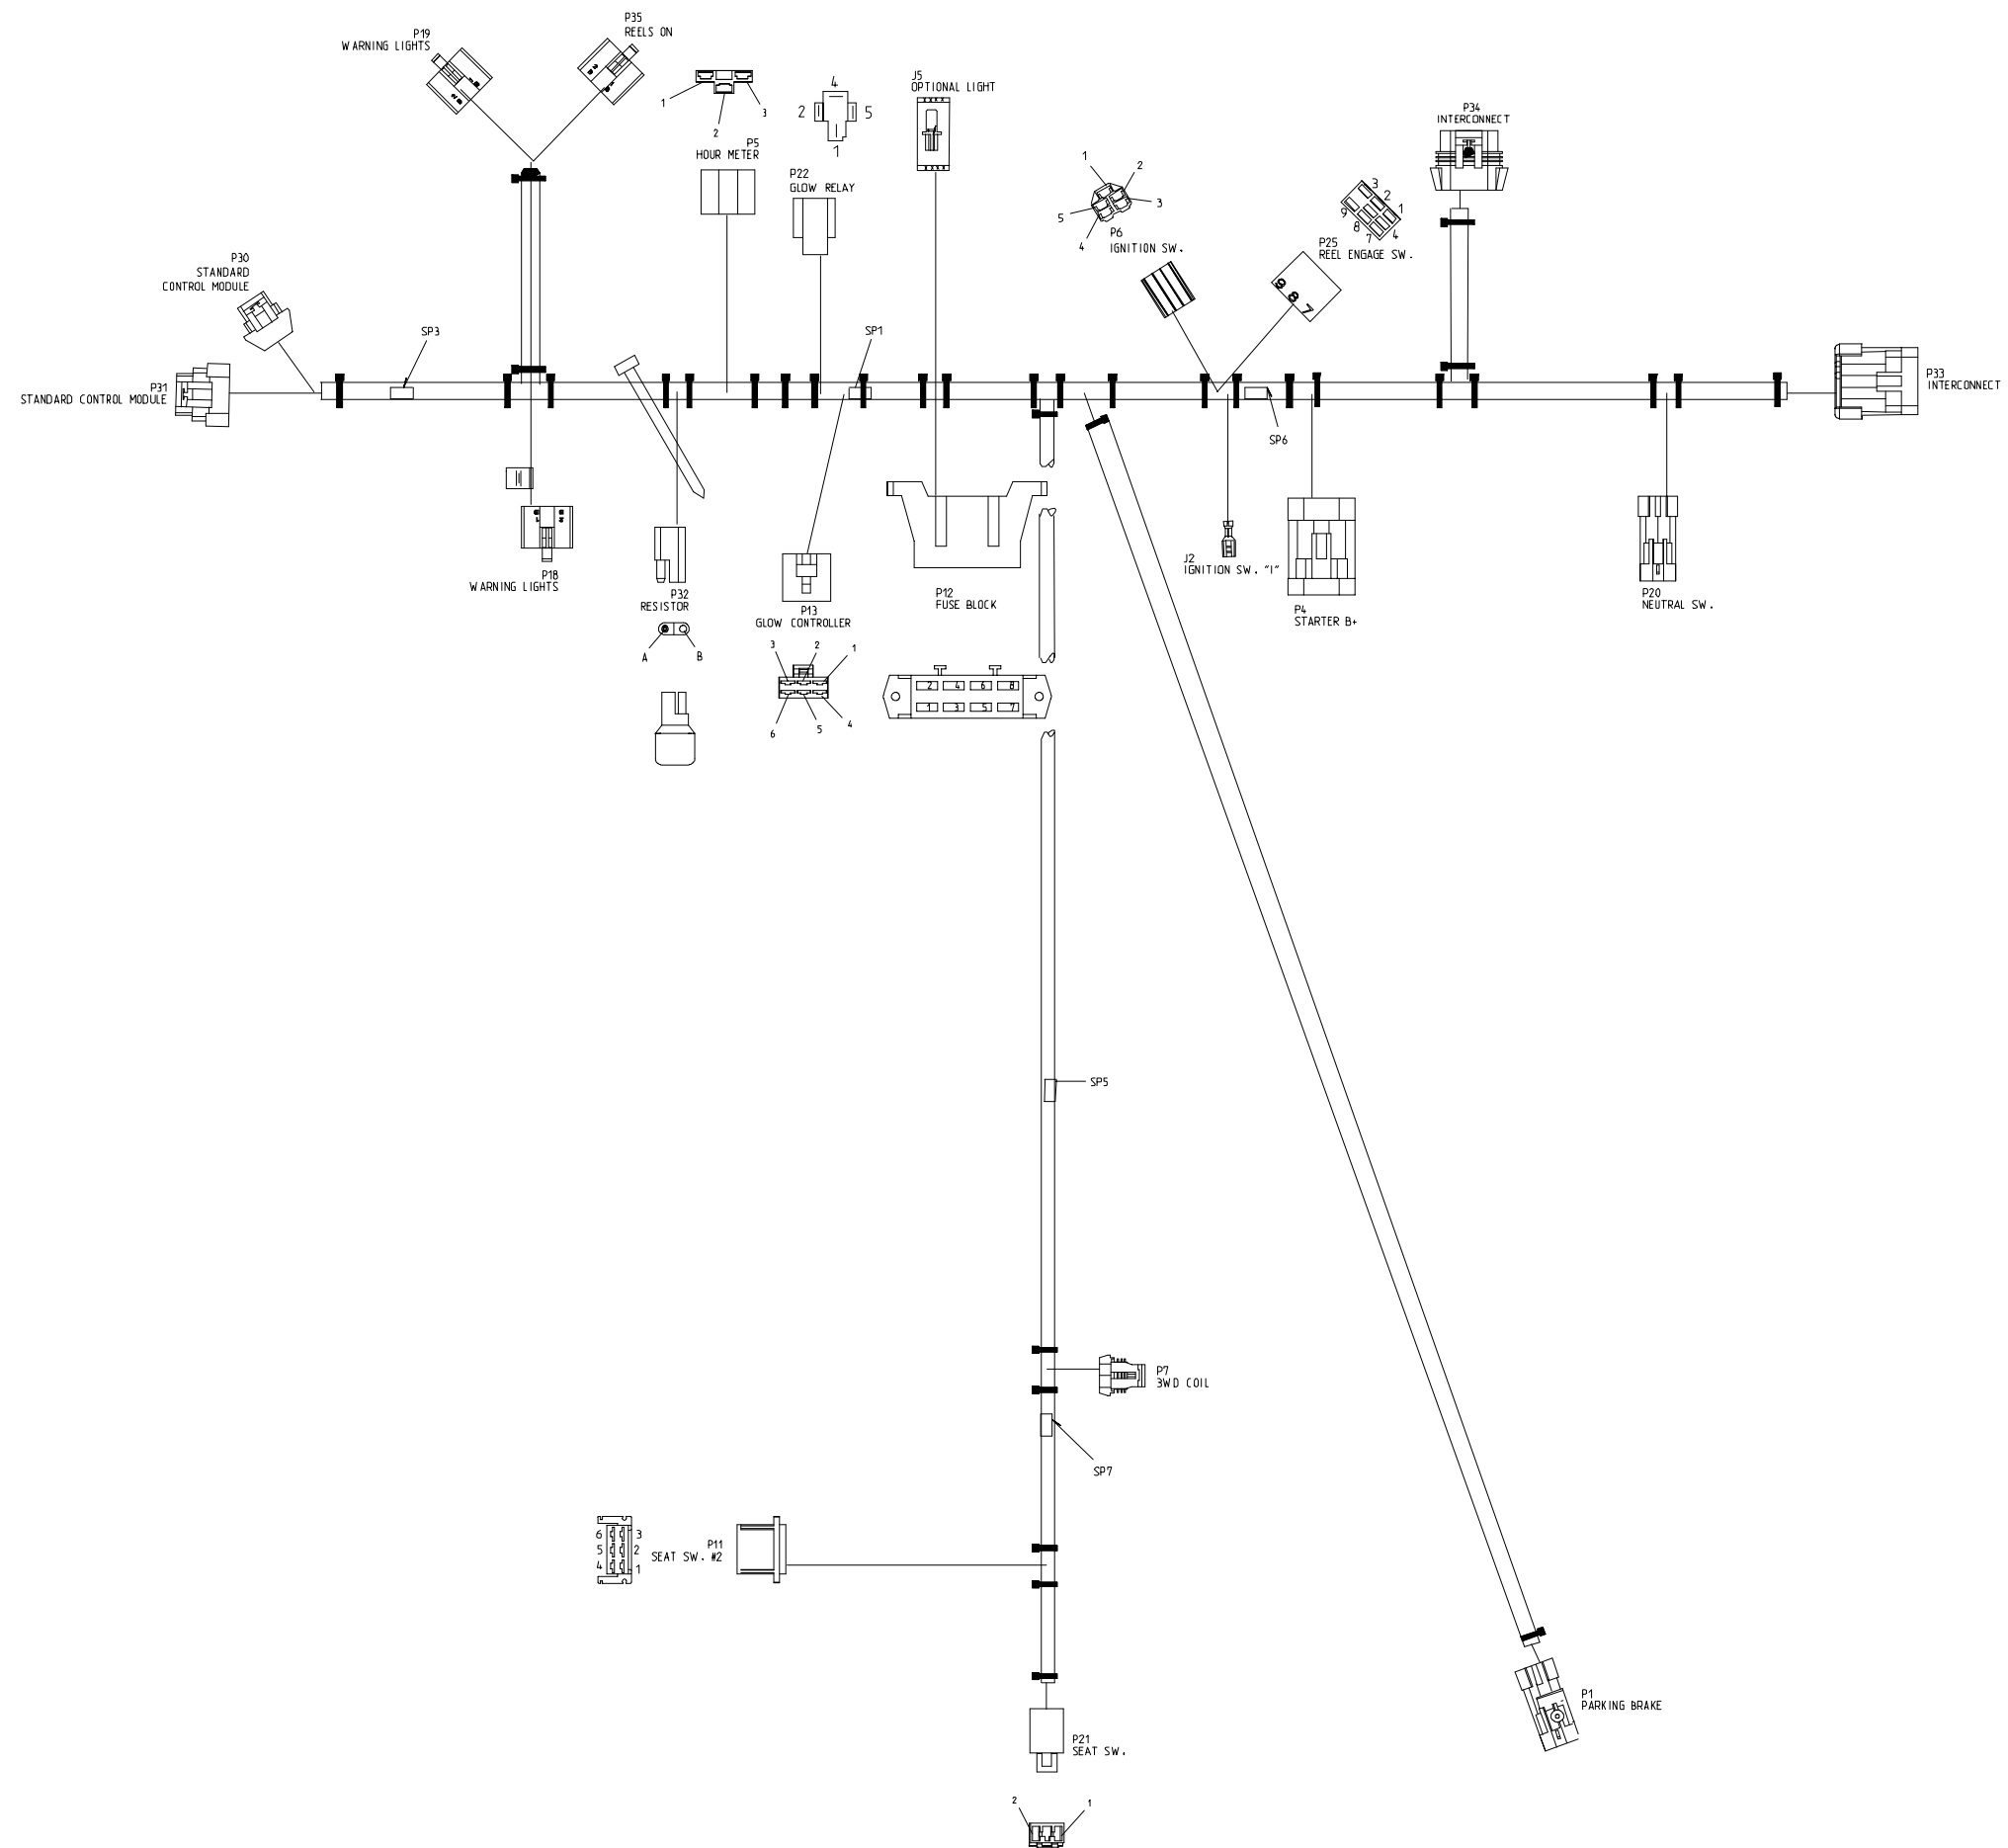 P35
REELS ON
P19
WARNING LIGHTS
1
2
3
P5
HOUR METER
4
2
5
1
P22
GLOW RELAY
J5
OPTIONAL LIGHT
1
2
3
5
4
P6
IGNITION SW.
3
2
1
9
8
7
4
P25
REEL ENGAGE SW.
9 8 7
P34
INTERCONNECT
P30
STANDARD
CONTROL MODULE
SP3
SP1
P31
STANDARD CONTROL MODULE
P33
INTERCONNECT
SP6
P18
WARNING LIGHTS
P32
RESISTOR
A
B
P13
GLOW CONTROLLER
3
2
1
6
5
4
P12
FUSE BLOCK
2 4 6 8
1 3 5 7
J2
IGNITION SW. "I"
P4
STARTER B+
P20
NEUTRAL SW.
SP5
P7
3WD COIL
SP7
6 3
5 2
4 1
P11
SEAT SW. #2
P1
PARKING BRAKE
P21
SEAT SW.
2
1